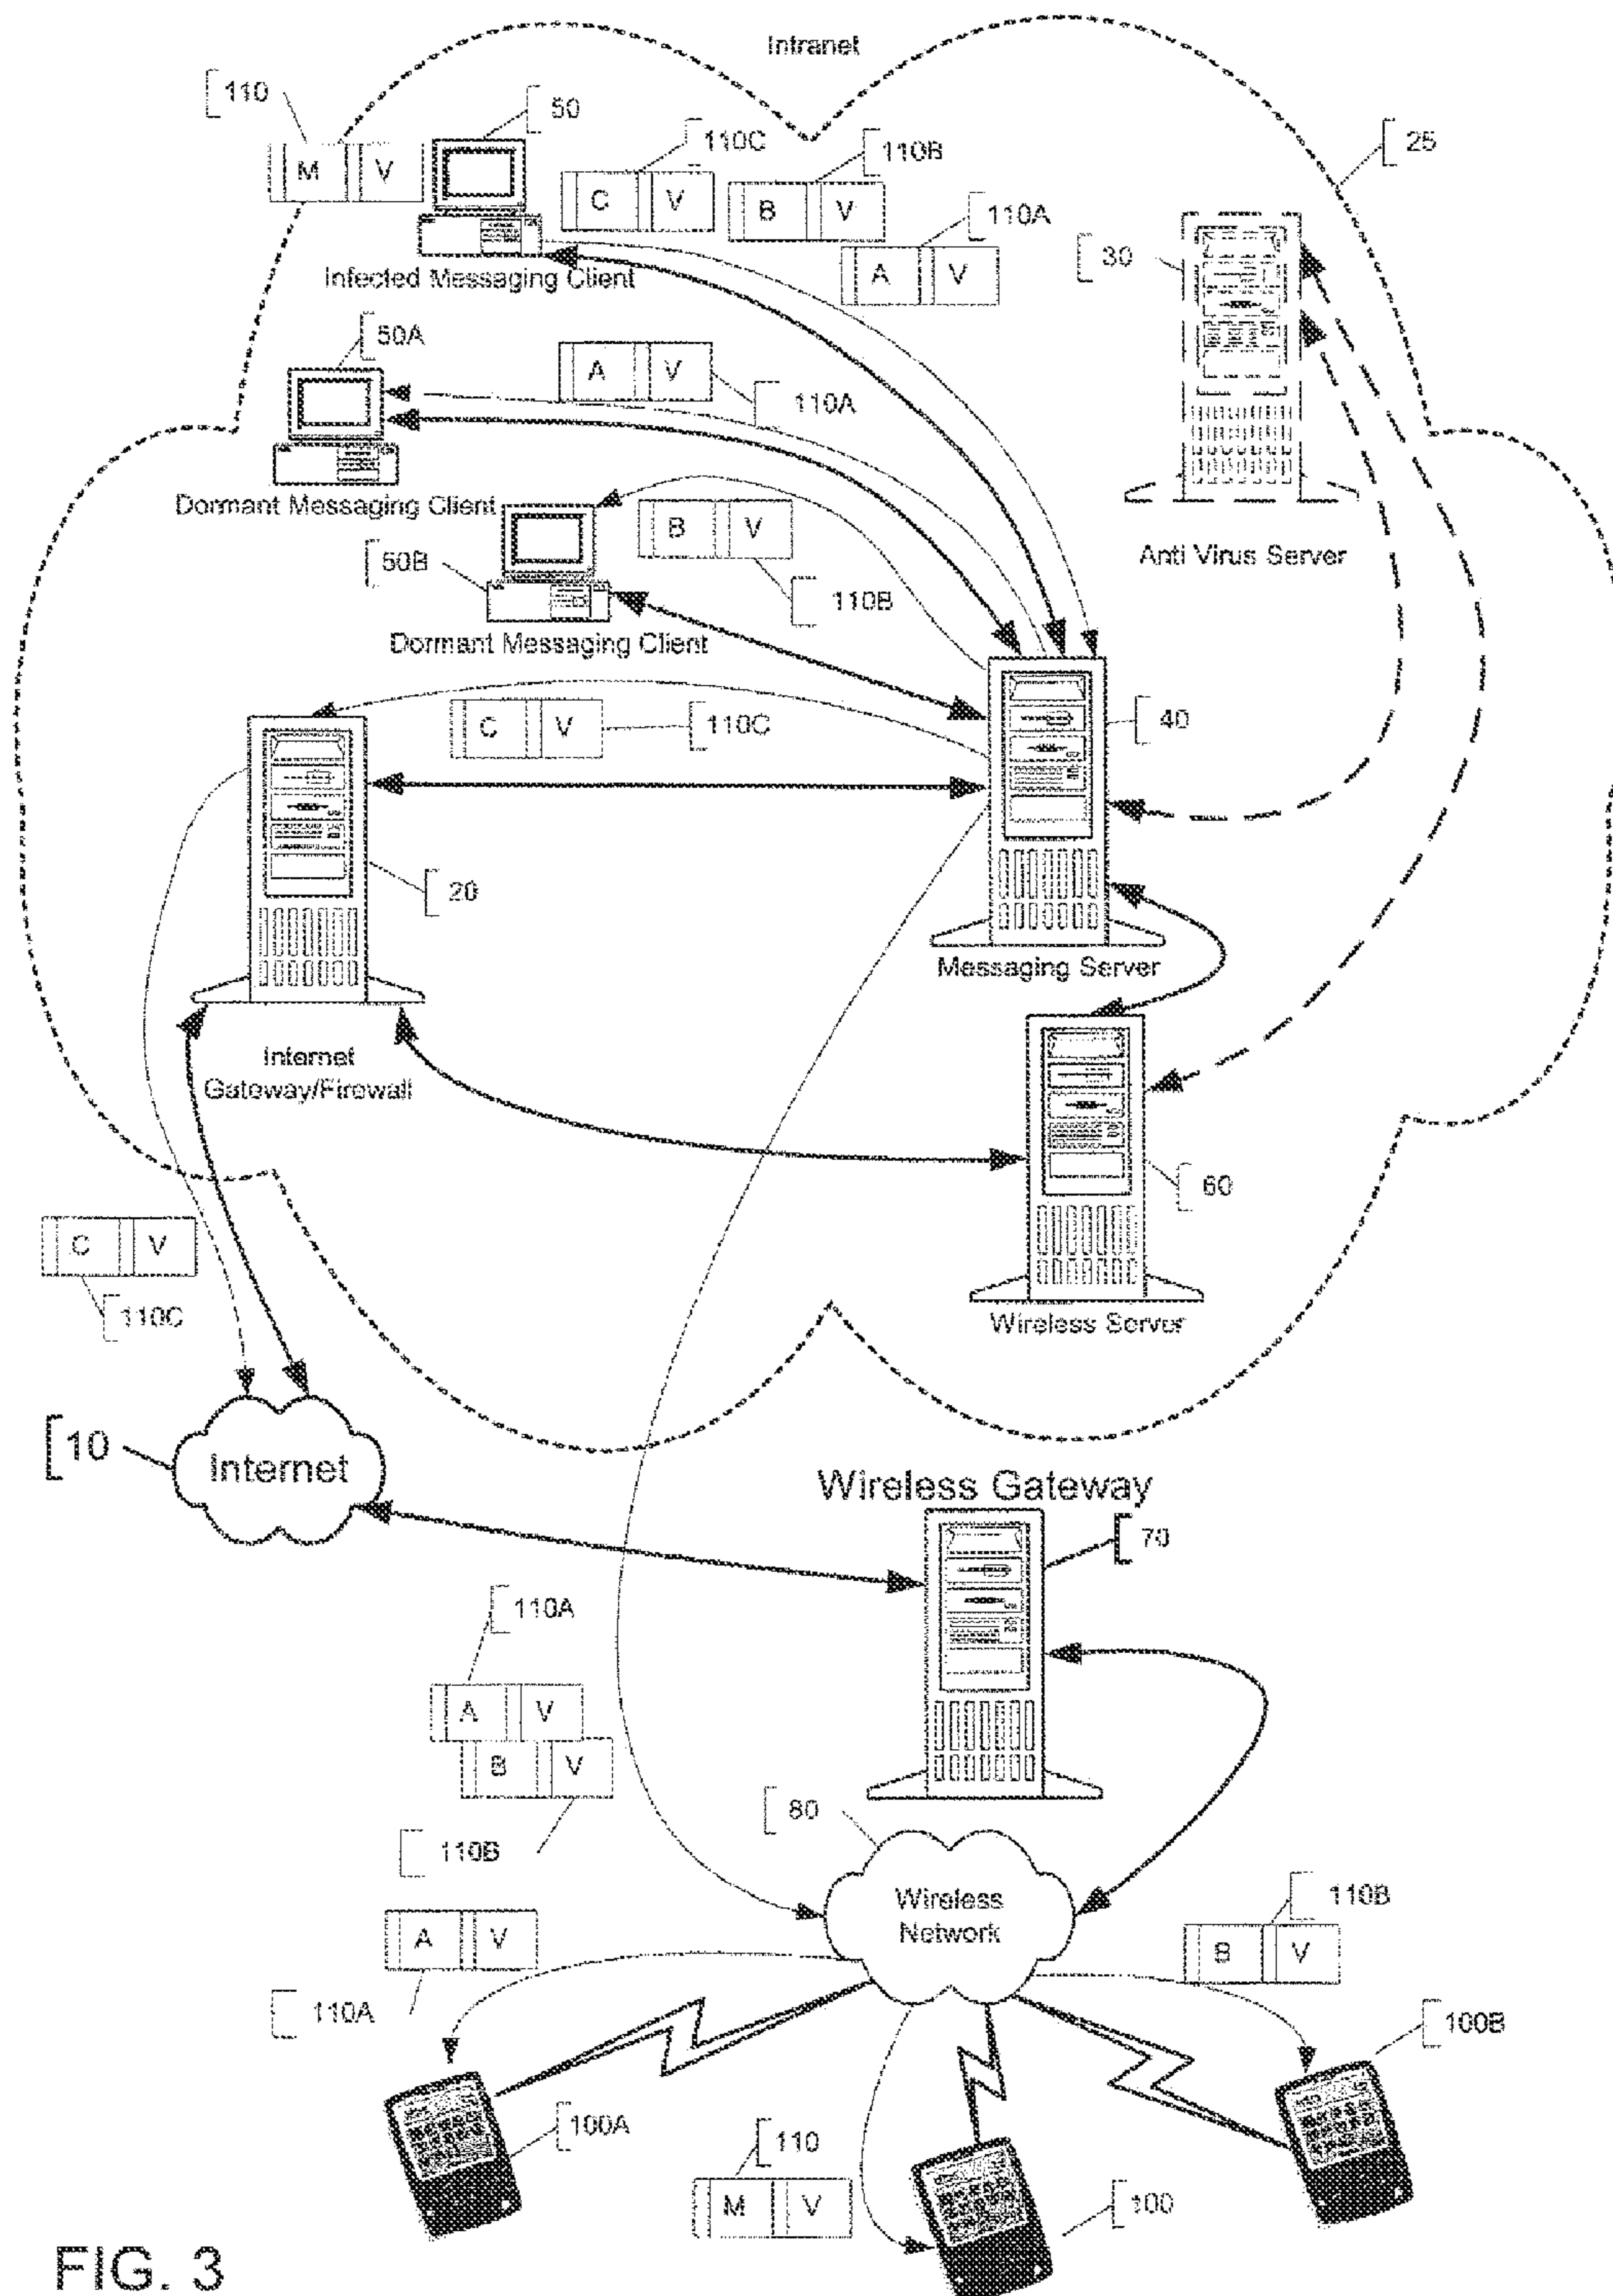 Intranet
110
50
M V
110C
C V
110B
B V
110A
A V
25
30
Infected Messaging Client
50A
A V
110A
Dormant Messaging Client
B V
50B
110B
Anti Virus Server
Dormant Messaging Client
C V
110C
40
20
Messaging Server
Internet
Gateway/Firewall
60
C V
110C
Wireless Server
10
Internet
Wireless Gateway
70
110A
A V
B V
110B
80
Wireless
Network
110B
B V
A V
110A
100B
100A
110
M V
100
FIG. 3